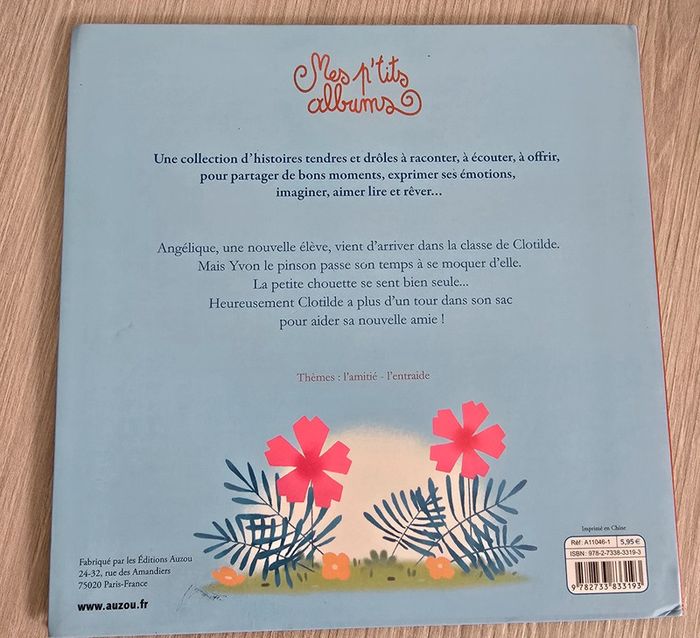 Mes p'tits
albums
Une collection d'histoires tendres et drôles à raconter, à écouter, à offrir,
pour partager de bons moments, exprimer ses émotions,
imaginer, aimer lire et rêver...
Angélique, une nouvelle élève, vient d'arriver dans la classe de Clotilde.
Mais Yvon le pinson passe son temps à se moquer d'elle.
La petite chouette se sent bien seule...
Heureusement Clotilde a plus d'un tour dans son sac
pour aider sa nouvelle amie !
Thèmes : l'amitié - l'entraide
Fabriqué par les Éditions Auzou
24-32, rue des Amandiers
75020 Paris-France
www.auzou.fr
Imprimé en Chine
Réf: A11046-1 5,95 €
ISBN: 978-2-7338-3319-3
9 782733 833193